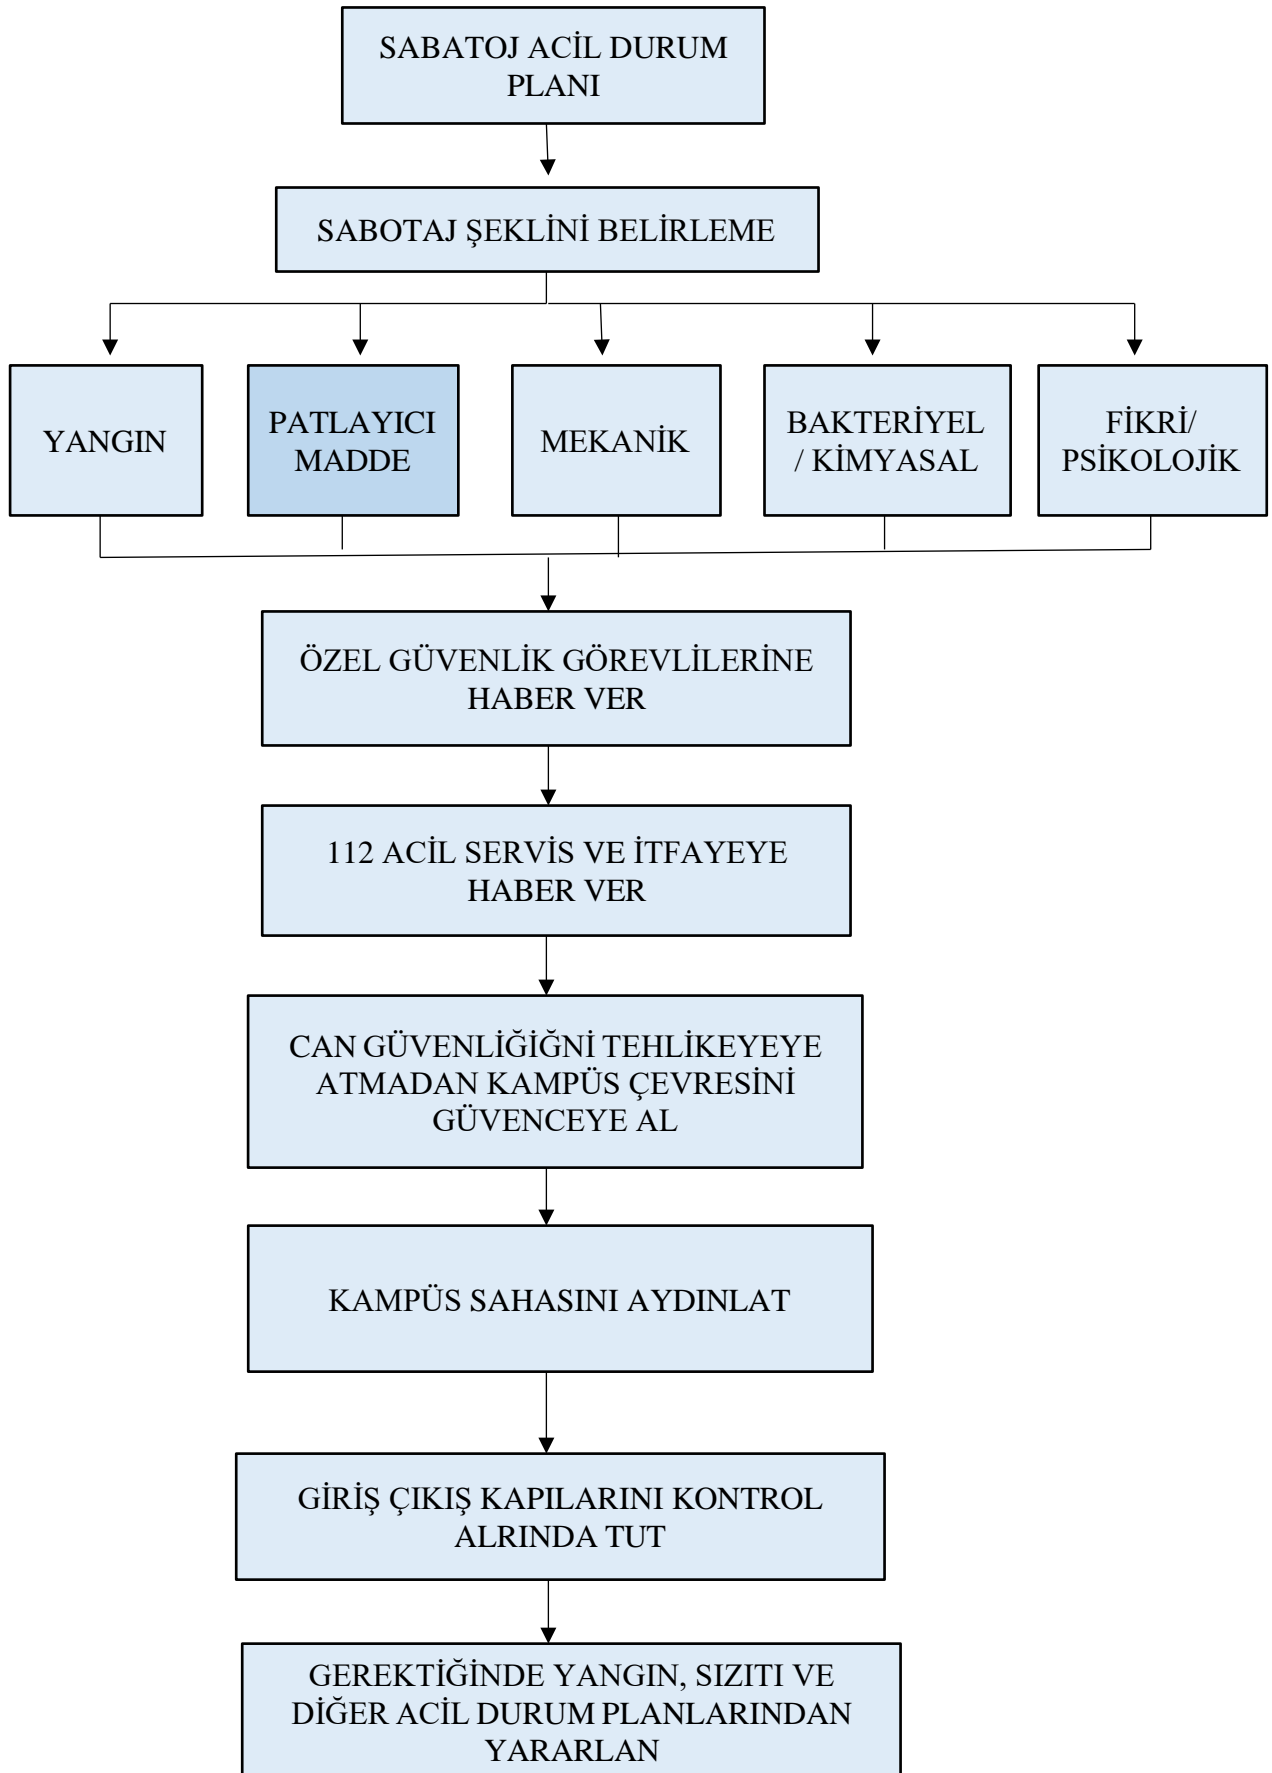 SABATOJ ACİL DURUM
PLANI
SABOTAJ ŞEKLİNİ BELİRLEME
YANGIN
PATLAYICI
MADDE
MEKANİK
BAKTERİYEL
/ KİMYASAL
FİKRİ/
PSİKOLOJİK
ÖZEL GÜVENLİK GÖREVLİLERİNE
HABER VER
112 ACİL SERVİS VE İTFAYEYE
HABER VER
CAN GÜVENLİĞİĞNİ TEHLİKEYEYE
ATMADAN KAMPÜS ÇEVRESİNİ
GÜVENCEYE AL
KAMPÜS SAHASINI AYDINLAT
GİRİŞ ÇIKIŞ KAPILARINI KONTROL
ALRINDA TUT
GEREKTİĞİNDE YANGIN, SIZITI VE
DİĞER ACİL DURUM PLANLARINDAN
YARARLAN